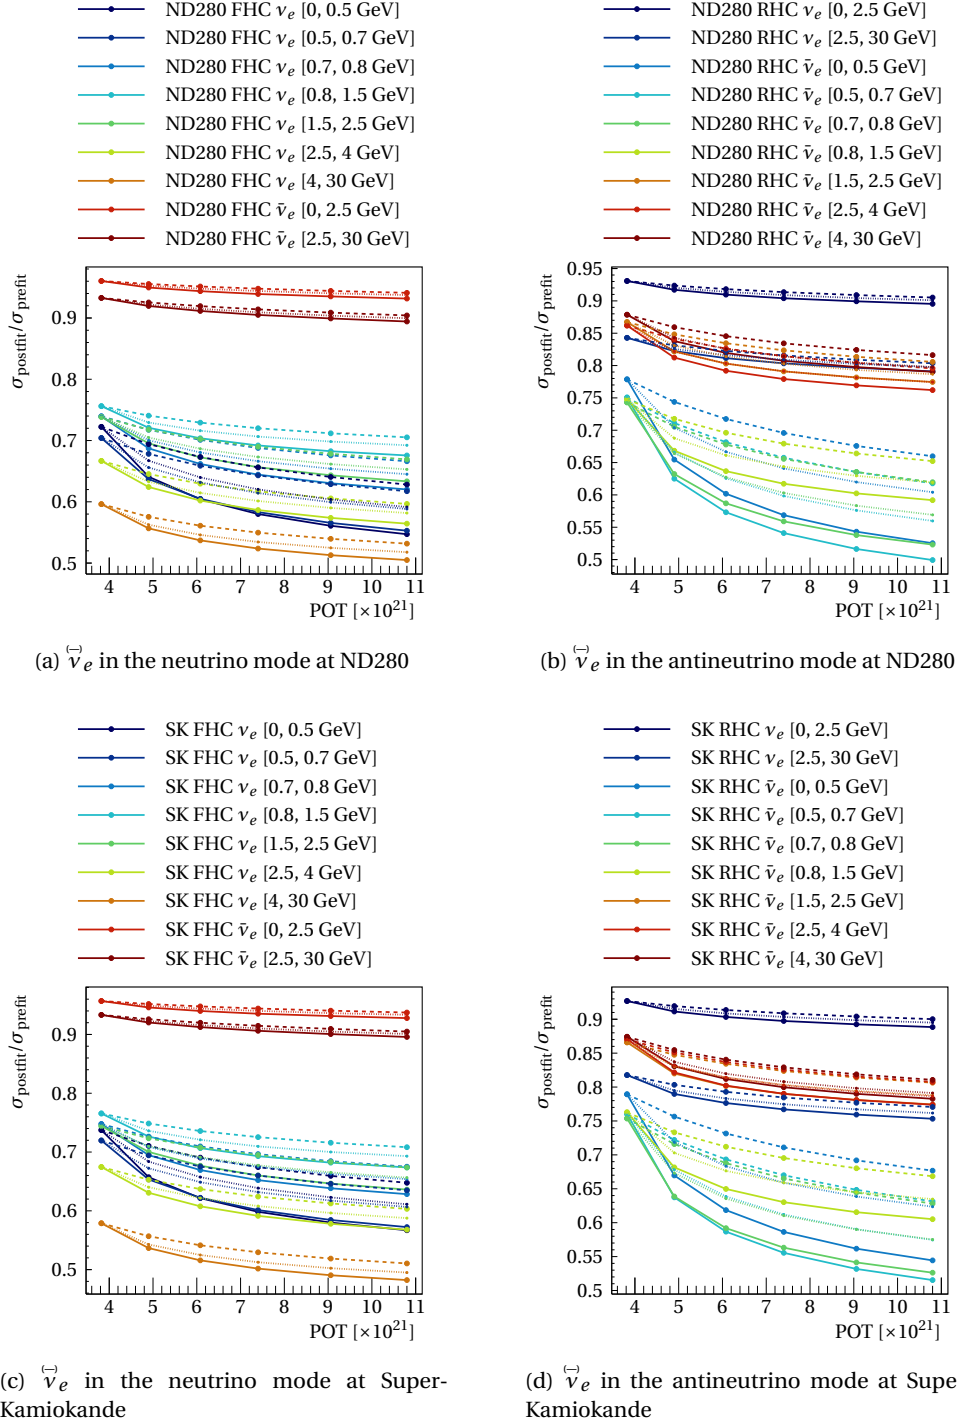 ND280 FHC νe [0, 0.5 GeV]
ND280 FHC νe [0.5, 0.7 GeV]
ND280 FHC νe [0.7, 0.8 GeV]
ND280 FHC νe [0.8, 1.5 GeV]
ND280 FHC νe [1.5, 2.5 GeV]
ND280 FHC νe [2.5, 4 GeV]
ND280 FHC νe [4, 30 GeV]
ND280 FHC ν̄e [0, 2.5 GeV]
ND280 FHC ν̄e [2.5, 30 GeV]
σpostfit/σprefit
0.9
0.8
0.7
0.6
0.5
4 5 6 7 8 9 10 11
POT [×10²¹]
(a) (ν̄)e in the neutrino mode at ND280
ND280 RHC νe [0, 2.5 GeV]
ND280 RHC νe [2.5, 30 GeV]
ND280 RHC ν̄e [0, 0.5 GeV]
ND280 RHC ν̄e [0.5, 0.7 GeV]
ND280 RHC ν̄e [0.7, 0.8 GeV]
ND280 RHC ν̄e [0.8, 1.5 GeV]
ND280 RHC ν̄e [1.5, 2.5 GeV]
ND280 RHC ν̄e [2.5, 4 GeV]
ND280 RHC ν̄e [4, 30 GeV]
σpostfit/σprefit
0.95
0.9
0.85
0.8
0.75
0.7
0.65
0.6
0.55
0.5
4 5 6 7 8 9 10 11
POT [×10²¹]
(b) (ν̄)e in the antineutrino mode at ND280
SK FHC νe [0, 0.5 GeV]
SK FHC νe [0.5, 0.7 GeV]
SK FHC νe [0.7, 0.8 GeV]
SK FHC νe [0.8, 1.5 GeV]
SK FHC νe [1.5, 2.5 GeV]
SK FHC νe [2.5, 4 GeV]
SK FHC νe [4, 30 GeV]
SK FHC ν̄e [0, 2.5 GeV]
SK FHC ν̄e [2.5, 30 GeV]
σpostfit/σprefit
0.9
0.8
0.7
0.6
0.5
4 5 6 7 8 9 10 11
POT [×10²¹]
(c) (ν̄)e in the neutrino mode at Super-
Kamiokande
SK RHC νe [0, 2.5 GeV]
SK RHC νe [2.5, 30 GeV]
SK RHC ν̄e [0, 0.5 GeV]
SK RHC ν̄e [0.5, 0.7 GeV]
SK RHC ν̄e [0.7, 0.8 GeV]
SK RHC ν̄e [0.8, 1.5 GeV]
SK RHC ν̄e [1.5, 2.5 GeV]
SK RHC ν̄e [2.5, 4 GeV]
SK RHC ν̄e [4, 30 GeV]
σpostfit/σprefit
0.9
0.85
0.8
0.75
0.7
0.65
0.6
0.55
0.5
4 5 6 7 8 9 10 11
POT [×10²¹]
(d) (ν̄)e in the antineutrino mode at Supe
Kamiokande